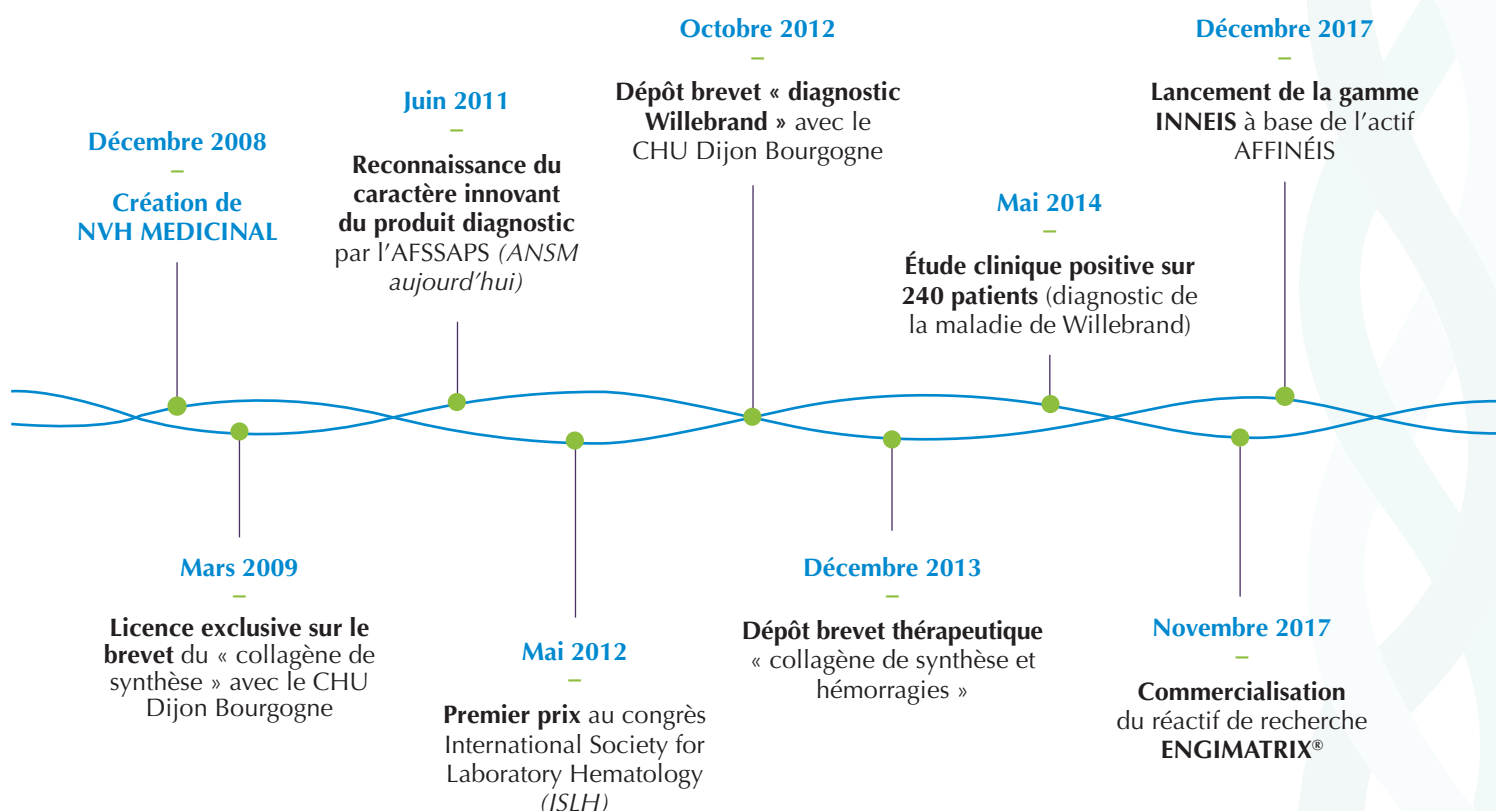 Décembre 2008
–
Création de
NVH MEDICINAL
Mars 2009
–
Licence exclusive sur le
brevet du « collagène de
synthèse » avec le CHU
Dijon Bourgogne
Juin 2011
–
Reconnaissance du
caractère innovant
du produit diagnostic
par l’AFSSAPS (ANSM
aujourd’hui)
Mai 2012
–
Premier prix au congrès
International Society for
Laboratory Hematology
(ISLH)
Octobre 2012
–
Dépôt brevet « diagnostic
Willebrand » avec le
CHU Dijon Bourgogne
Décembre 2013
–
Dépôt brevet thérapeutique
« collagène de synthèse et
hémorragies »
Mai 2014
–
Étude clinique positive sur
240 patients (diagnostic de
la maladie de Willebrand)
Novembre 2017
–
Commercialisation
du réactif de recherche
ENGIMATRIX®
Décembre 2017
–
Lancement de la gamme
INNEIS à base de l’actif
AFFINÉIS